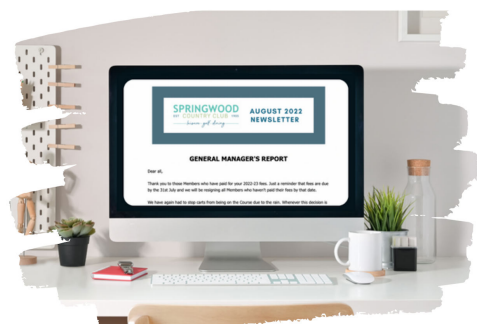 SPRINGWOOD
COUNTRY CLUB
AUGUST 2022
NEWSLETTER
GENERAL MANAGER'S REPORT
Dear all,
Thank you to those Members who have paid for your 2022-23 fees. Just a reminder that fees are due
by the 31st July and we will be resigning all Members who haven't paid their fees by that date.
We have again had to stop carts from being on the Course due to the rain. Wherever this decision is